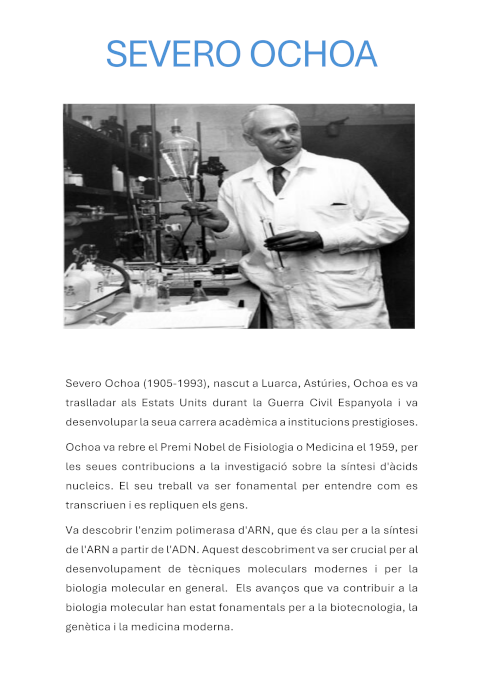 SEVERO OCHOA
Severo Ochoa (1905-1993), nascut a Luarca, Astúries, Ochoa es va
traslladar als Estats Units durant la Guerra Civil Espanyola i va
desenvolupar la seua carrera acadèmica a institucions prestigioses.
Ochoa va rebre el Premi Nobel de Fisiologia o Medicina el 1959, per
les seues contribucions a la investigació sobre la síntesi d'àcids
nucleics. El seu treball va ser fonamental per entendre com es
transcriuen i es repliquen els gens.
Va descobrir l'enzim polimerasa d'ARN, que és clau per a la síntesi
de l'ARN a partir de l'ADN. Aquest descobriment va ser crucial per al
desenvolupament de tècniques moleculars modernes i per la
biologia molecular en general. Els avanços que va contribuir a la
biologia molecular han estat fonamentals per a la biotecnologia, la
genètica i la medicina moderna.